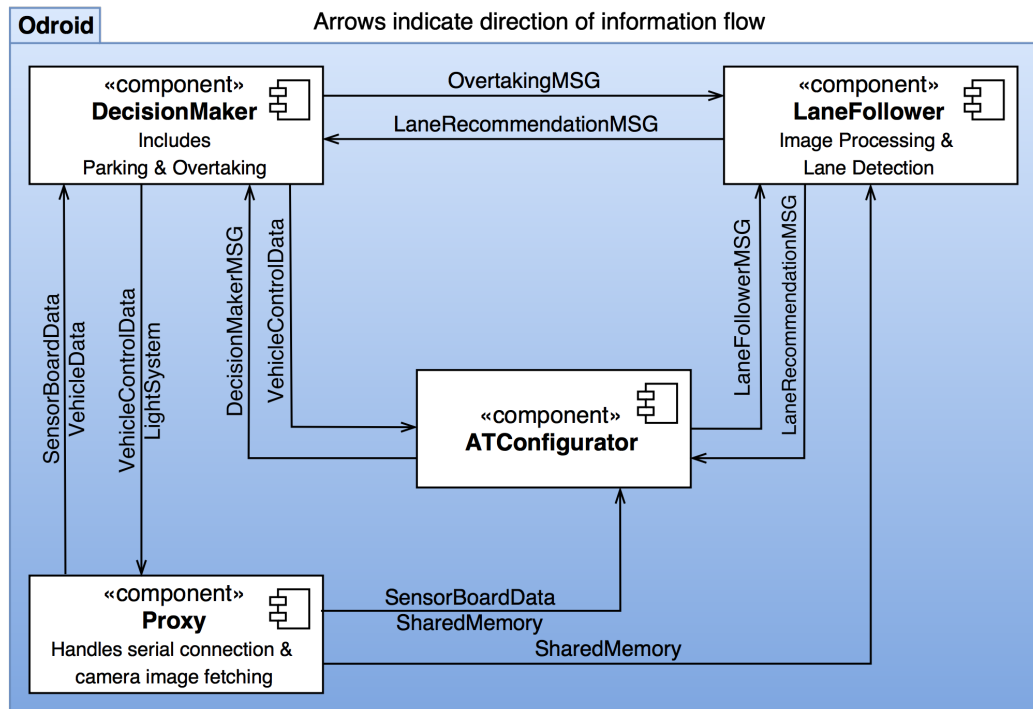 Odroid
Arrows indicate direction of information flow
«component»
DecisionMaker
Includes
Parking & Overtaking
OvertakingMSG
LaneRecommendationMSG
«component»
LaneFollower
Image Processing &
Lane Detection
SensorBoardData
VehicleData
VehicleControlData
LightSystem
DecisionMakerMSG
VehicleControlData
LaneFollowerMSG
LaneRecommendationMSG
«component»
ATConfigurator
«component»
Proxy
Handles serial connection &
camera image fetching
SensorBoardData
SharedMemory
SharedMemory